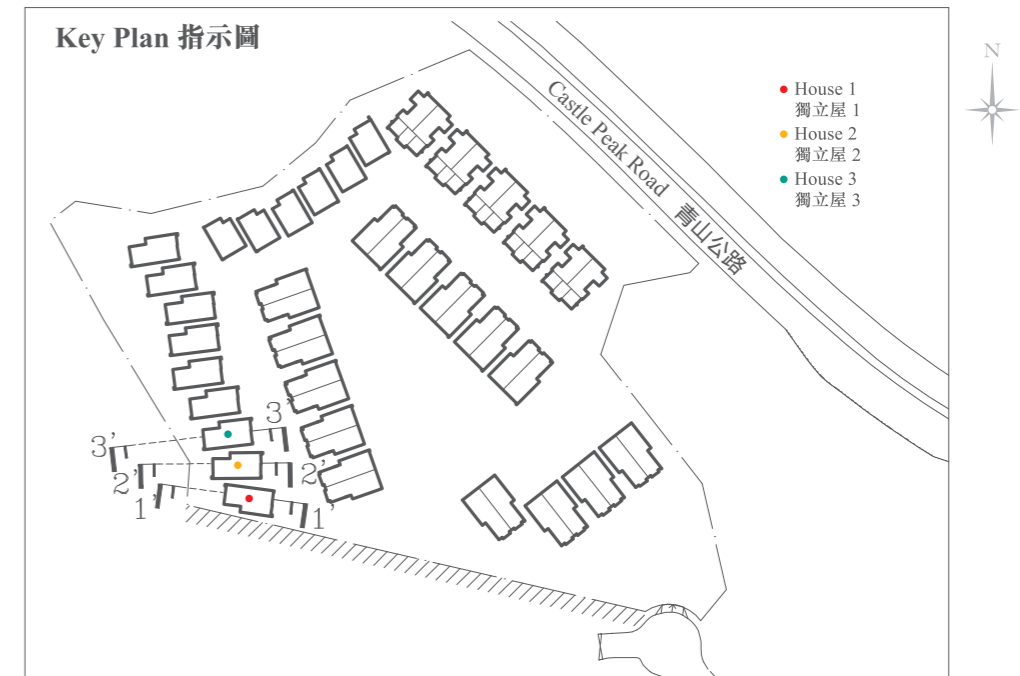 Key Plan 指示圖
N
House 1
獨立屋 1
House 2
獨立屋 2
House 3
獨立屋 3
Castle Peak Road 青山公路
3'
3'
2'
2'
1'
1'